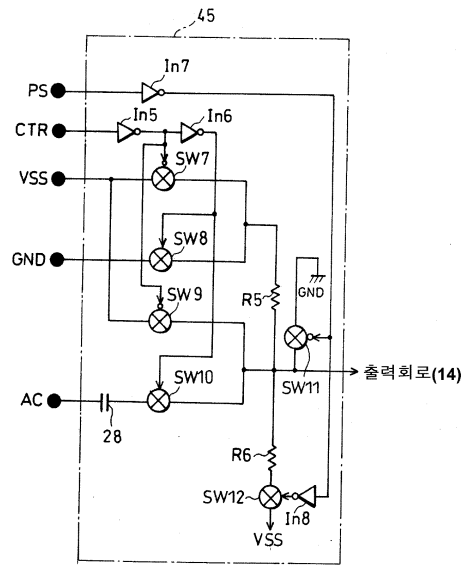 45
In7
PS
In5
In6
CTR
SW7
VSS
SW8
GND
SW9
R5
GND
SW10
SW11
출력회로(14)
AC
28
R6
SW12
In8
VSS